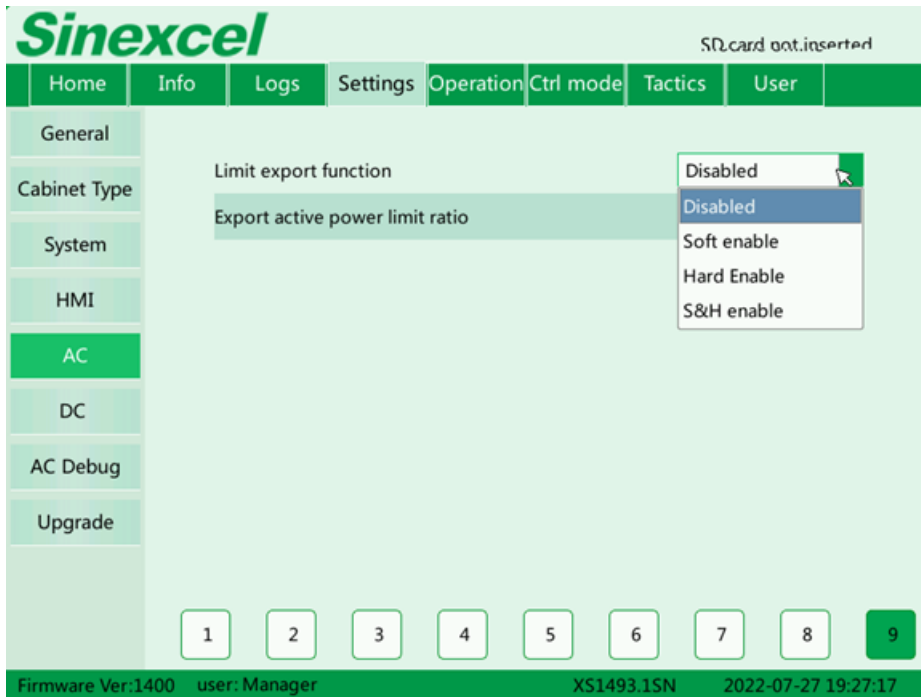 Sinexcel
SD card not inserted
Home Info Logs Settings Operation Ctrl mode Tactics User
General
Cabinet Type
System
HMI
AC
DC
AC Debug
Upgrade
Limit export function Disabled
Export active power limit ratio
Disabled
Soft enable
Hard Enable
S&H enable
1 2 3 4 5 6 7 8 9
Firmware Ver:1400 user: Manager XS1493.1SN 2022-07-27 19:27:17